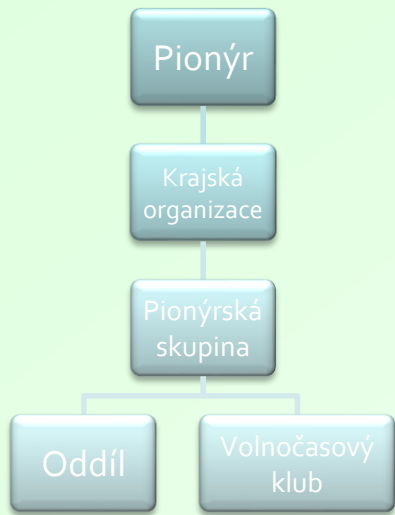 Pionýr
Krajská
organizace
Pionýrská
skupina
Oddíl
Volnočasový
klub